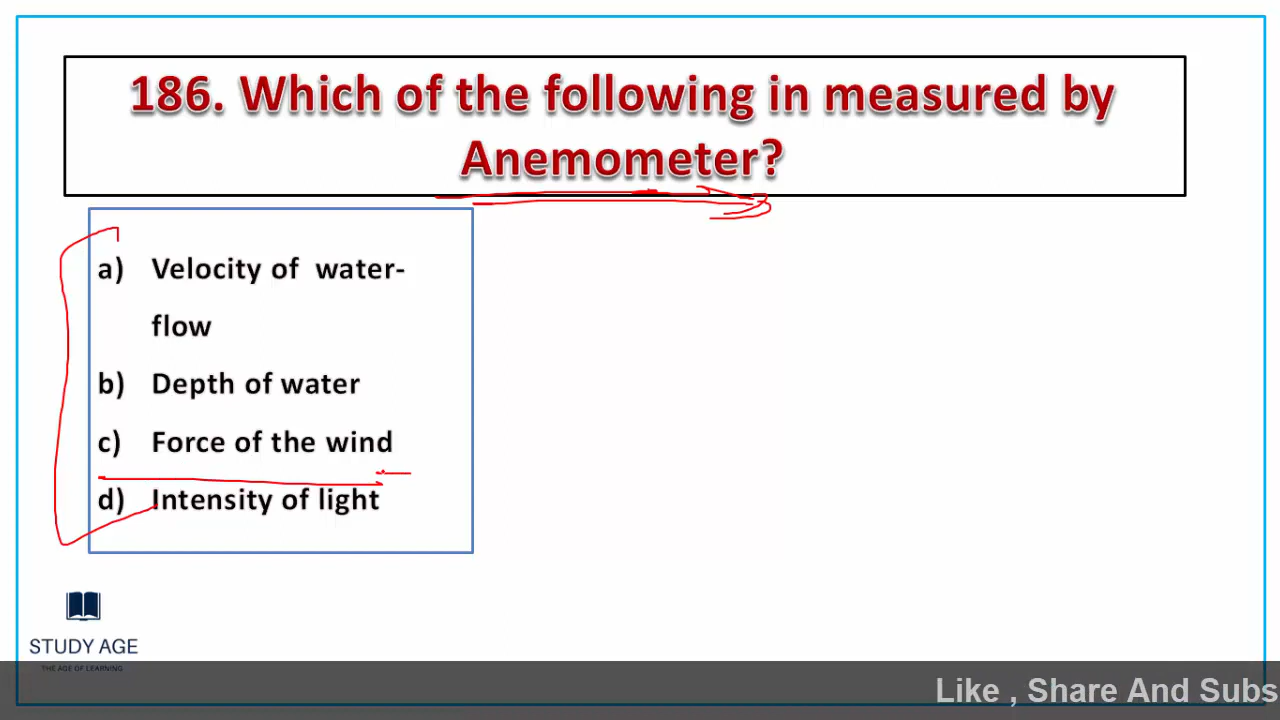 186. Which of the following in measured by
Anemometer?
a) Velocity of water-
flow
b) Depth of water
c) Force of the wind
d) Intensity of light
STUDY AGE
THE AGE OF LEARNING
Like , Share And Subs